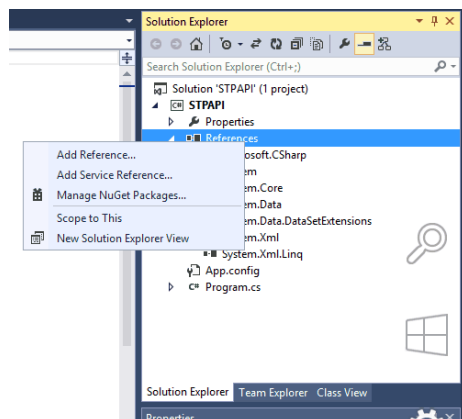 Solution Explorer
Search Solution Explorer (Ctrl+;)
Solution 'STPAPI' (1 project)
C# STPAPI
Properties
References
Add Reference...
osoft.CSharp
Add Service Reference...
em
Manage NuGet Packages...
em.Core
em.Data
Scope to This
em.Data.DataSetExtensions
New Solution Explorer View
em.Xml
System.Xml.Linq
App.config
C# Program.cs
Solution Explorer Team Explorer Class View
Properties